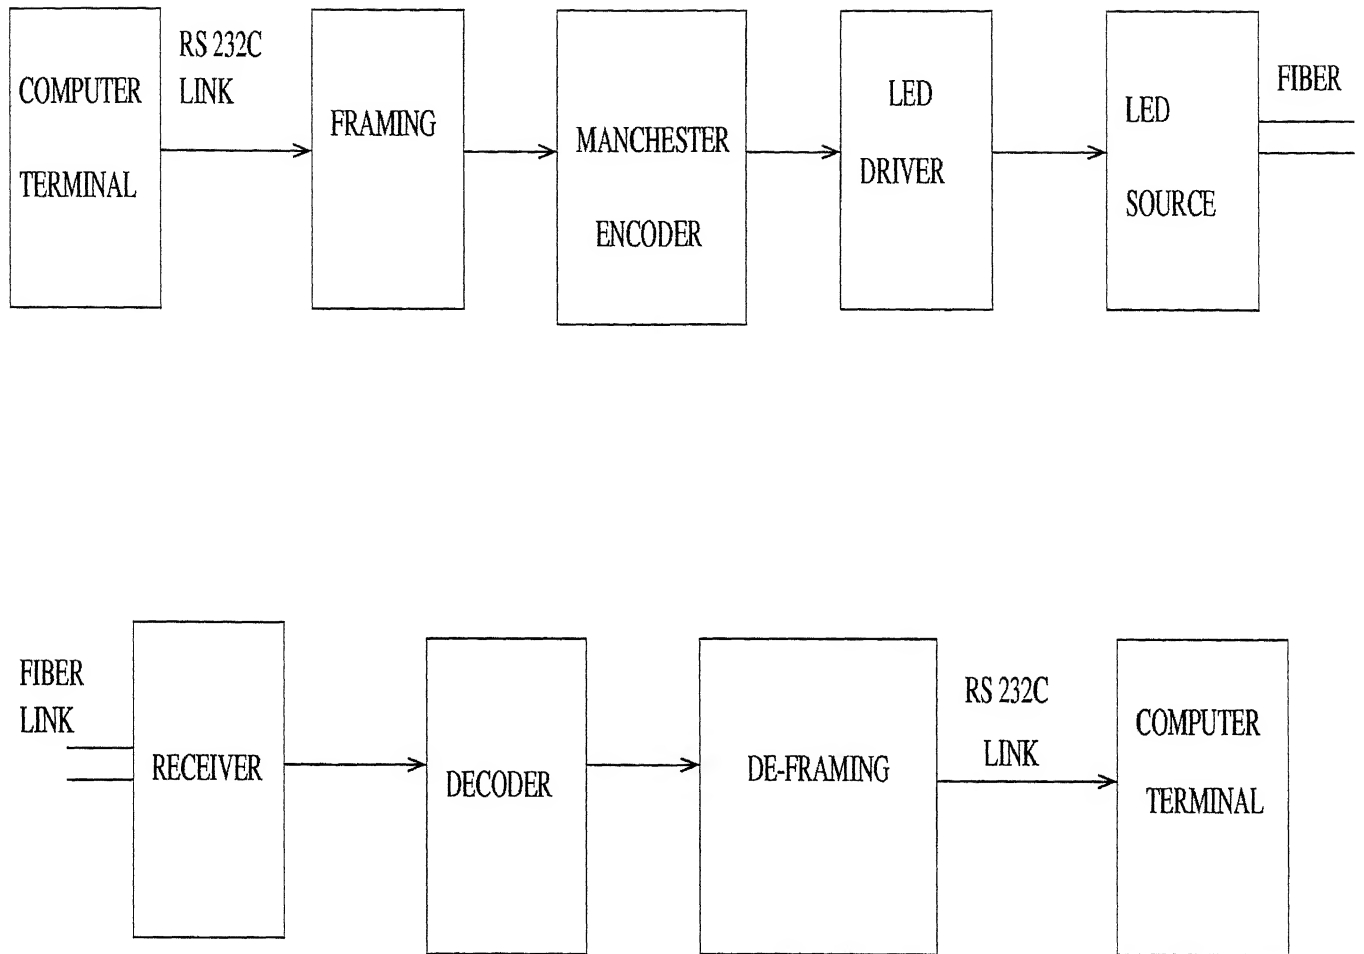 COMPUTER
TERMINAL
RS 232C
LINK
FRAMING
MANCHESTER
ENCODER
LED
DRIVER
LED
SOURCE
FIBER
FIBER
LINK
RECEIVER
DECODER
DE-FRAMING
RS 232C
LINK
COMPUTER
TERMINAL